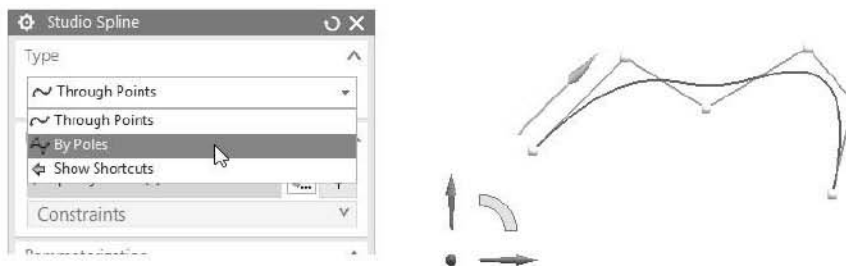 Studio Spline
Type
Through Points
Through Points
By Poles
Show Shortcuts
Constraints